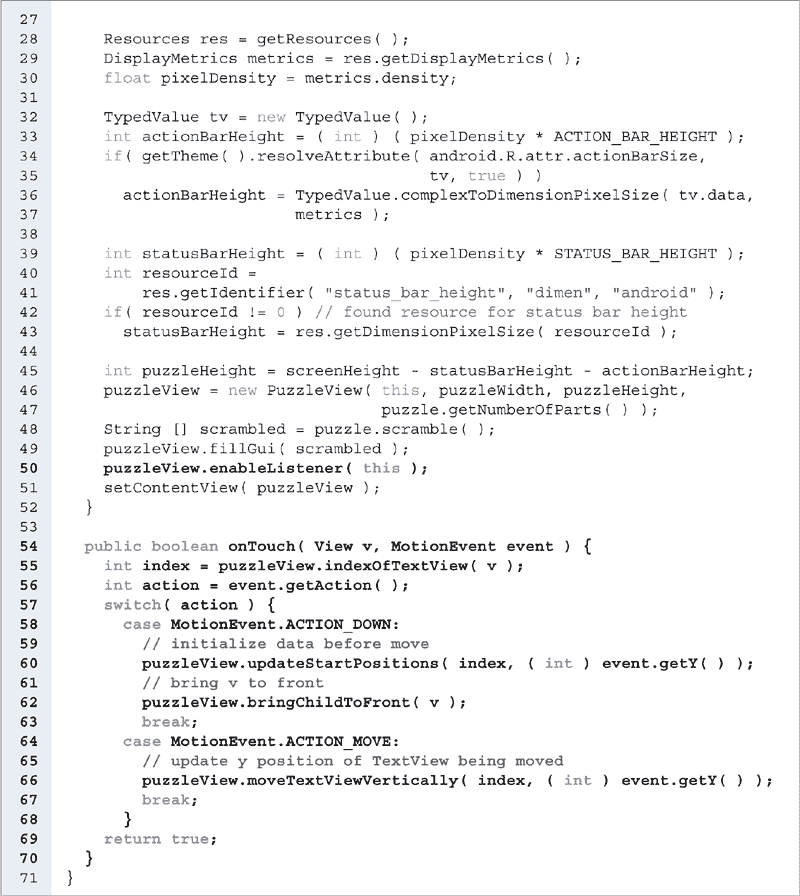 27
28 Resources res = getResources( );
29 DisplayMetrics metrics = res.getDisplayMetrics( );
30 float pixelDensity = metrics.density;
31
32 TypedValue tv = new TypedValue( );
33 int actionBarHeight = ( int ) ( pixelDensity * ACTION_BAR_HEIGHT );
34 if( getTheme( ).resolveAttribute( android.R.attr.actionBarSize,
35 tv, true ) )
36 actionBarHeight = TypedValue.complexToDimensionPixelSize( tv.data,
37 metrics );
38
39 int statusBarHeight = ( int ) ( pixelDensity * STATUS_BAR_HEIGHT );
40 int resourceId =
41 res.getIdentifier( "status_bar_height", "dimen", "android" );
42 if( resourceId != 0 ) // found resource for status bar height
43 statusBarHeight = res.getDimensionPixelSize( resourceId );
44
45 int puzzleHeight = screenHeight - statusBarHeight - actionBarHeight;
46 puzzleView = new PuzzleView( this, puzzleWidth, puzzleHeight,
47 puzzle.getNumberOfParts( ) );
48 String [] scrambled = puzzle.scramble( );
49 puzzleView.fillGui( scrambled );
50 puzzleView.enableListener( this );
51 setContentView( puzzleView );
52 }
53
54 public boolean onTouch( View v, MotionEvent event ) {
55 int index = puzzleView.indexOfTextView( v );
56 int action = event.getAction( );
57 switch( action ) {
58 case MotionEvent.ACTION_DOWN:
59 // initialize data before move
60 puzzleView.updateStartPositions( index, ( int ) event.getY( ) );
61 // bring v to front
62 puzzleView.bringChildToFront( v );
63 break;
64 case MotionEvent.ACTION_MOVE:
65 // update y position of TextView being moved
66 puzzleView.moveTextViewVertically( index, ( int ) event.getY( ) );
67 break;
68 }
69 return true;
70 }
71 }